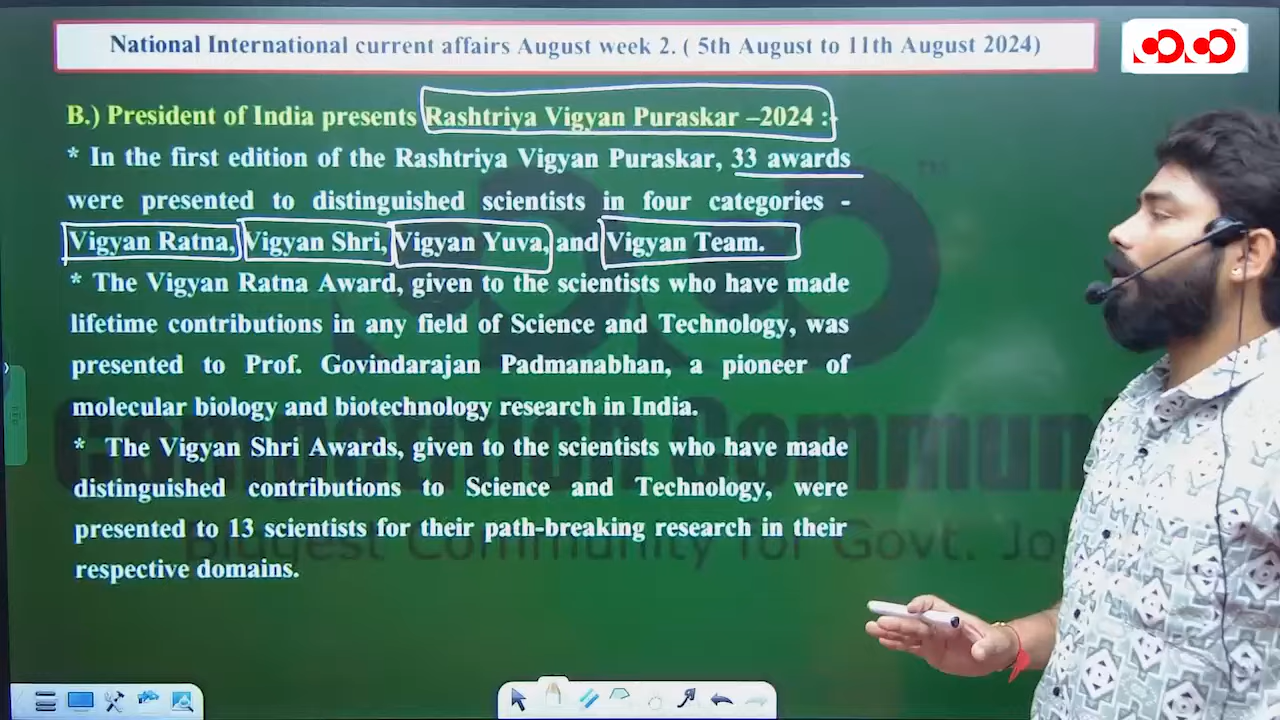 National International current affairs August week 2. ( 5th August to 11th August 2024)
B.) President of India presents Rashtriya Vigyan Puraskar –2024 :-
* In the first edition of the Rashtriya Vigyan Puraskar, 33 awards
were presented to distinguished scientists in four categories -
Vigyan Ratna, Vigyan Shri, Vigyan Yuva, and Vigyan Team.
* The Vigyan Ratna Award, given to the scientists who have made
lifetime contributions in any field of Science and Technology, was
presented to Prof. Govindarajan Padmanabhan, a pioneer of
molecular biology and biotechnology research in India.
* The Vigyan Shri Awards, given to the scientists who have made
distinguished contributions to Science and Technology, were
presented to 13 scientists for their path-breaking research in their
respective domains.
Biggest Community for Govt. Jo